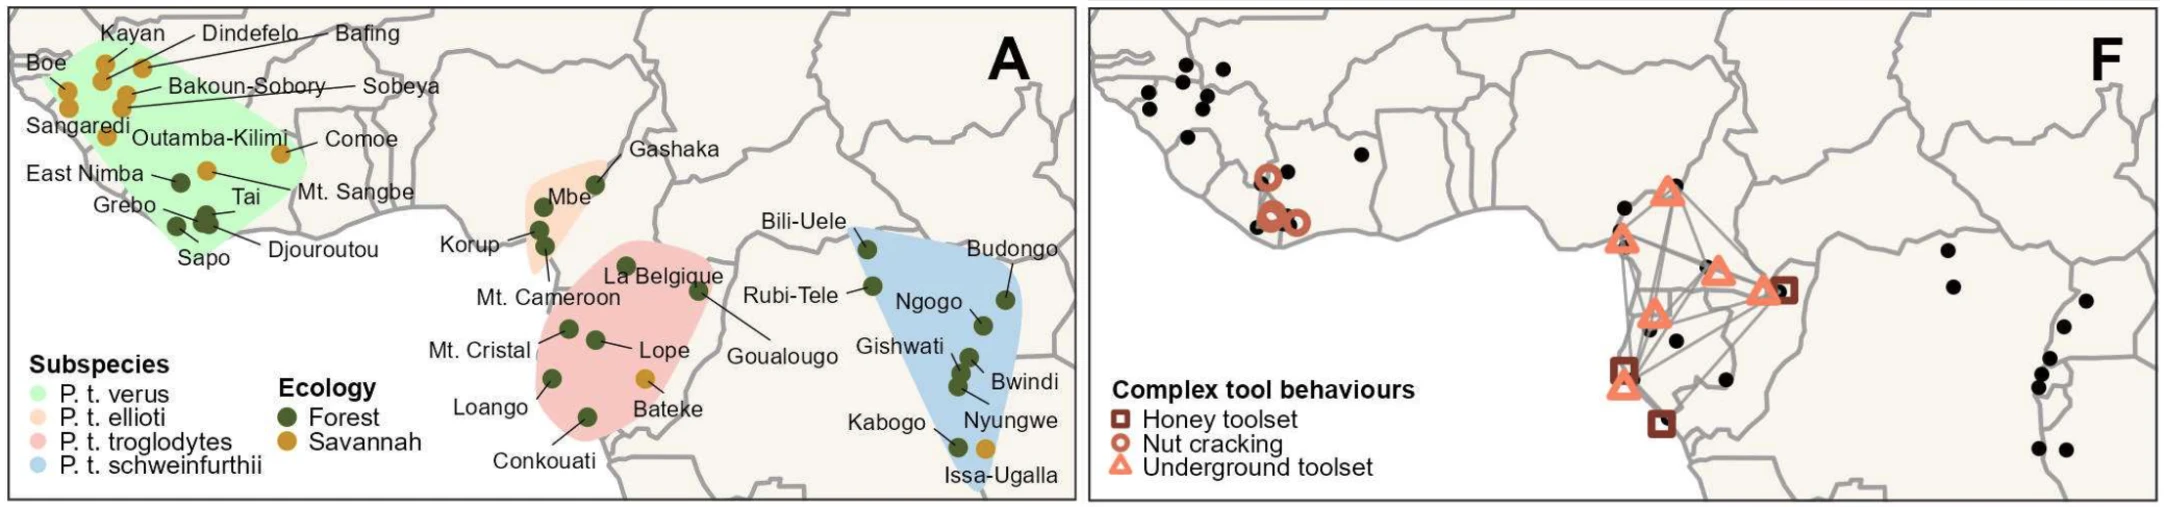 A
Kayan
Dindefelo
Bafing
Boe
Bakoun-Sobory
Sobeya
Sangaredi
Outamba-Kilimi
Comoe
East Nimba
Mt. Sangbe
Tai
Grebo
Djouroutou
Sapo
Gashaka
Mbe
Korup
Mt. Cameroon
La Belgique
Goualougo
Mt. Cristal
Lope
Loango
Bateke
Conkouati
Bili-Uele
Budongo
Rubi-Tele
Ngogo
Gishwati
Bwindi
Nyungwe
Kabogo
Issa-Ugalla
Subspecies
P. t. verus
P. t. ellioti
P. t. troglodytes
P. t. schweinfurthii
Ecology
Forest
Savannah
F
Complex tool behaviours
Honey toolset
Nut cracking
Underground toolset